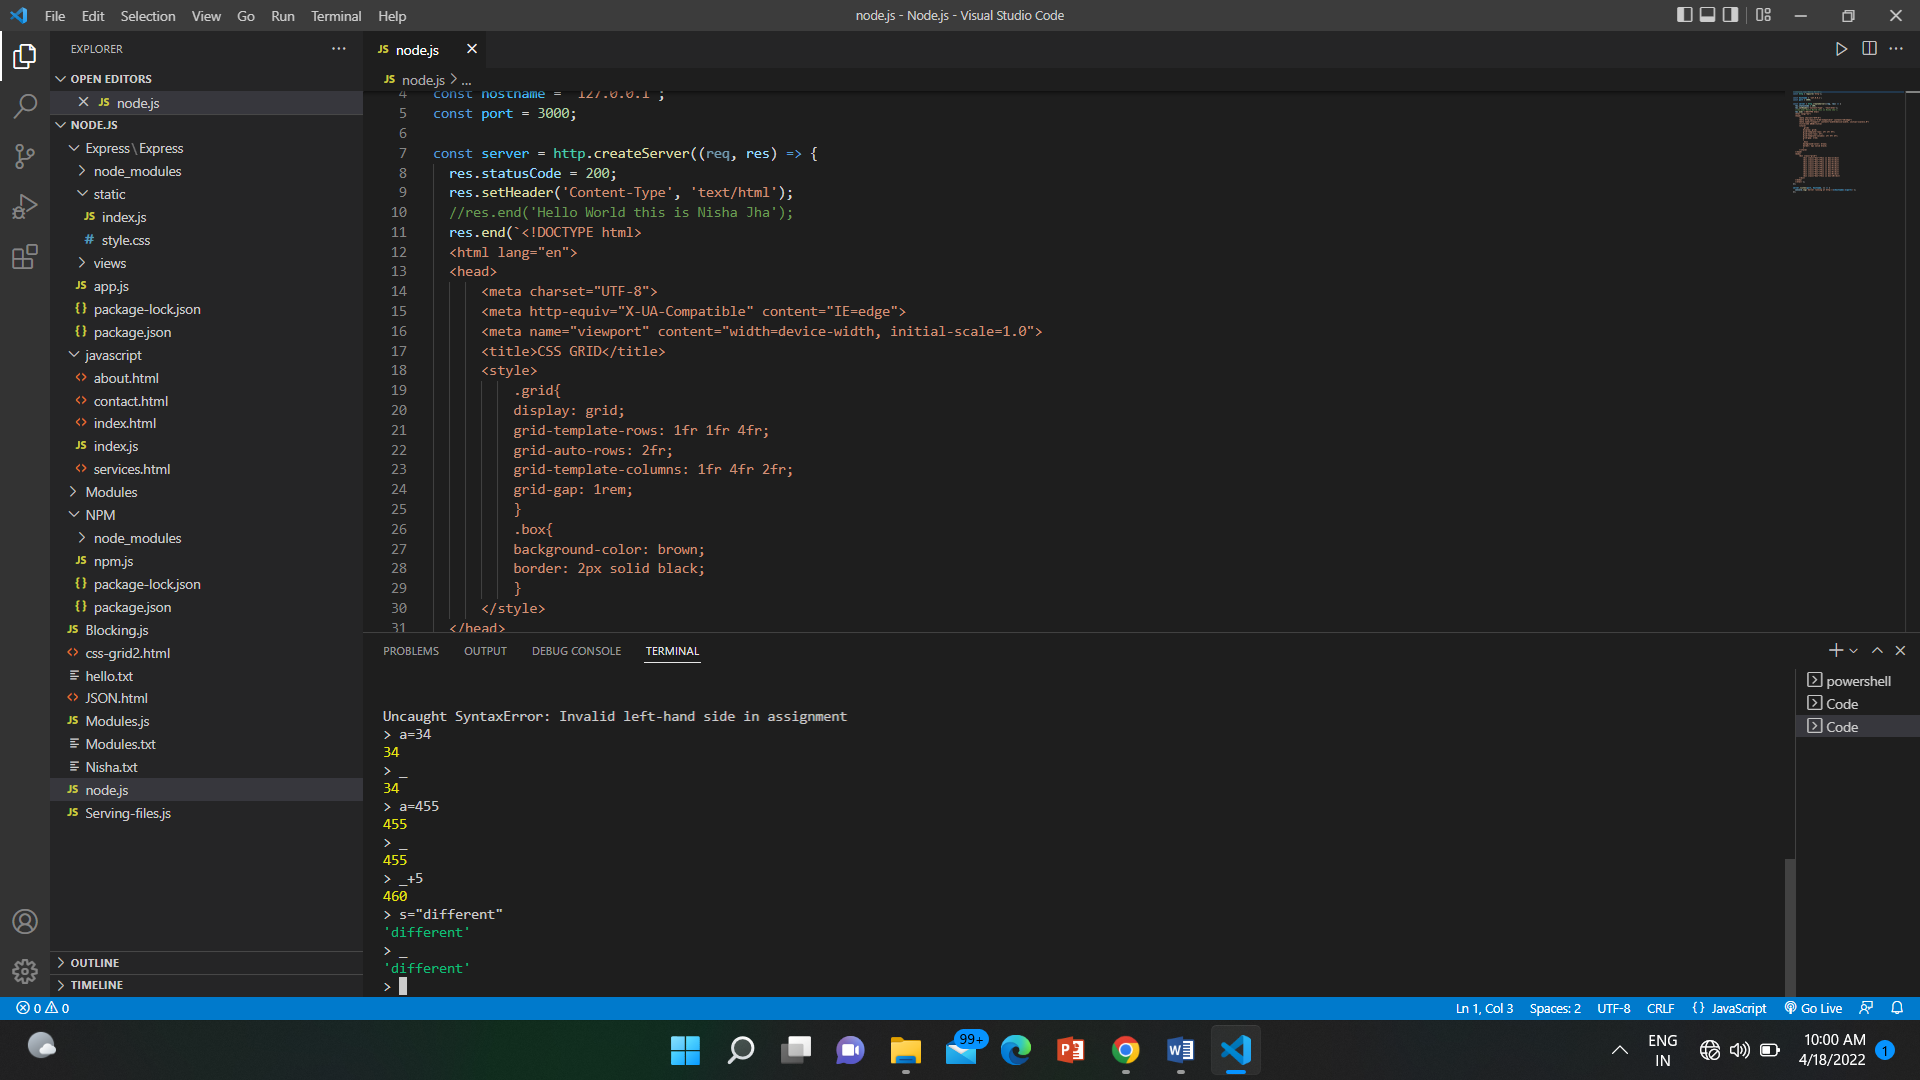 File Edit Selection View Go Run Terminal Help
node.js - Node.js - Visual Studio Code
EXPLORER
OPEN EDITORS
JS node.js
NODE.JS
Express\Express
node_modules
static
JS index.js
# style.css
views
JS app.js
{} package-lock.json
{} package.json
javascript
<> about.html
<> contact.html
<> index.html
JS index.js
<> services.html
Modules
NPM
node_modules
JS npm.js
{} package-lock.json
{} package.json
JS Blocking.js
<> css-grid2.html
hello.txt
<> JSON.html
JS Modules.js
Modules.txt
Nisha.txt
JS node.js
JS Serving-files.js
OUTLINE
TIMELINE
JS node.js
JS node.js > ...
4 const hostname = '127.0.0.1';
5 const port = 3000;
6
7 const server = http.createServer((req, res) => {
8 res.statusCode = 200;
9 res.setHeader('Content-Type', 'text/html');
10 //res.end('Hello World this is Nisha Jha');
11 res.end(`<!DOCTYPE html>
12 <html lang="en">
13 <head>
14 <meta charset="UTF-8">
15 <meta http-equiv="X-UA-Compatible" content="IE=edge">
16 <meta name="viewport" content="width=device-width, initial-scale=1.0">
17 <title>CSS GRID</title>
18 <style>
19 .grid{
20 display: grid;
21 grid-template-rows: 1fr 1fr 4fr;
22 grid-auto-rows: 2fr;
23 grid-template-columns: 1fr 4fr 2fr;
24 grid-gap: 1rem;
25 }
26 .box{
27 background-color: brown;
28 border: 2px solid black;
29 }
30 </style>
31 </head>
PROBLEMS OUTPUT DEBUG CONSOLE TERMINAL
powershell
Code
Code
Uncaught SyntaxError: Invalid left-hand side in assignment
> a=34
34
> _
34
> a=455
455
> _
455
> _+5
460
> s="different"
'different'
> _
'different'
>
0 0
Ln 1, Col 3 Spaces: 2 UTF-8 CRLF {} JavaScript Go Live
99+
P
W
ENG
IN
10:00 AM
4/18/2022
1